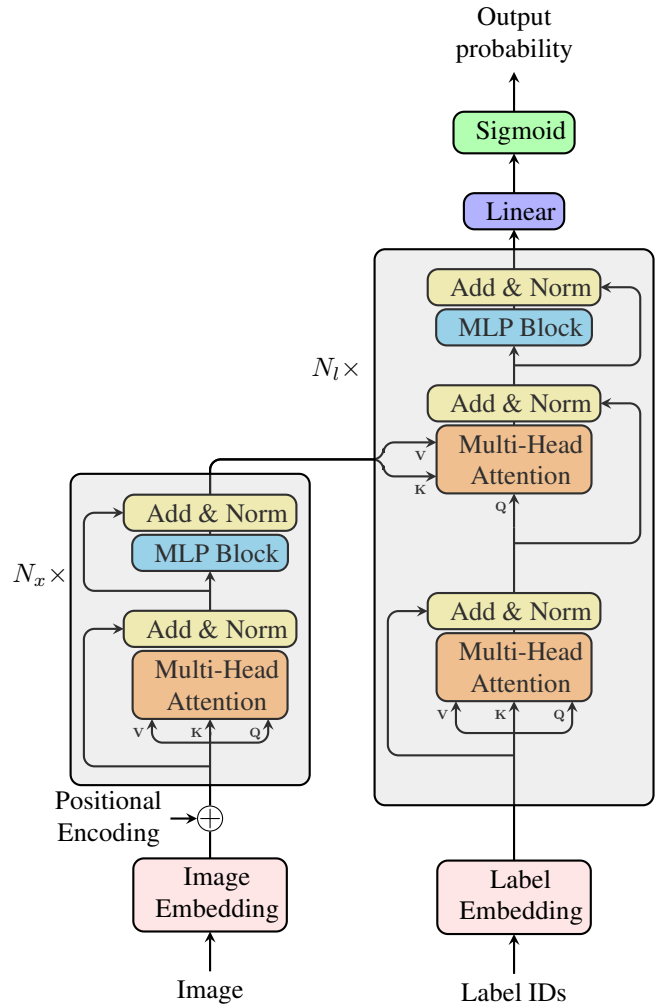 Output
probability
Sigmoid
Linear
Add & Norm
MLP Block
N_l×
Add & Norm
Multi-Head
Attention
V
K
Q
Add & Norm
MLP Block
N_x×
Add & Norm
Multi-Head
Attention
V K Q
Add & Norm
Multi-Head
Attention
V K Q
Positional
Encoding
Image
Embedding
Label
Embedding
Image
Label IDs